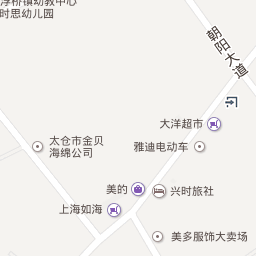 浮桥镇幼教中心
时思幼儿园
朝阳大道
大洋超市
雅迪电动车
太仓市金贝
海绵公司
美的
兴时旅社
上海如海
美多服饰大卖场